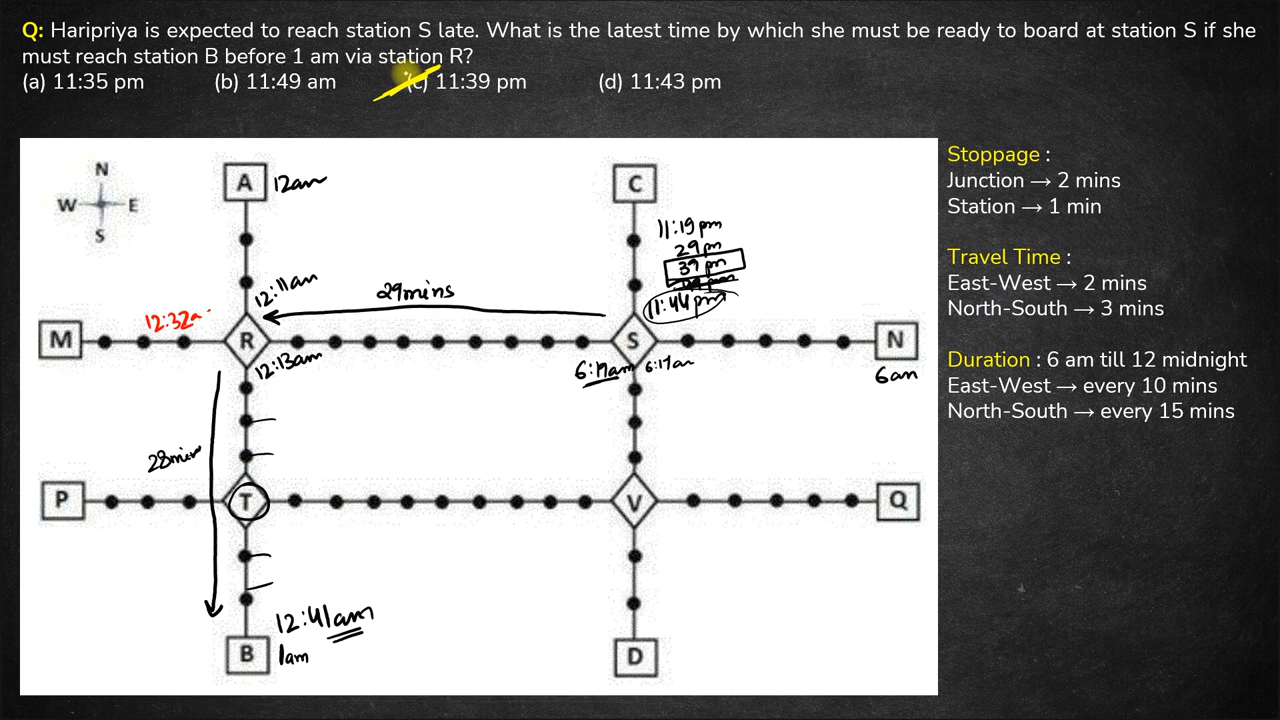 Q: Haripriya is expected to reach station S late. What is the latest time by which she must be ready to board at station S if she
must reach station B before 1 am via station R?
(a) 11:35 pm (b) 11:49 am (c) 11:39 pm (d) 11:43 pm
N
W E
S
A 12am
C
11:19 pm
29 pm
39 pm
11:44 pm
12:11am
29mins
12:32a
M
R
S
N
12:13am
6:17am
6:17am
6am
28mins
P
T
V
Q
12:41am
B
1am
D
Stoppage :
Junction → 2 mins
Station → 1 min
Travel Time :
East-West → 2 mins
North-South → 3 mins
Duration : 6 am till 12 midnight
East-West → every 10 mins
North-South → every 15 mins